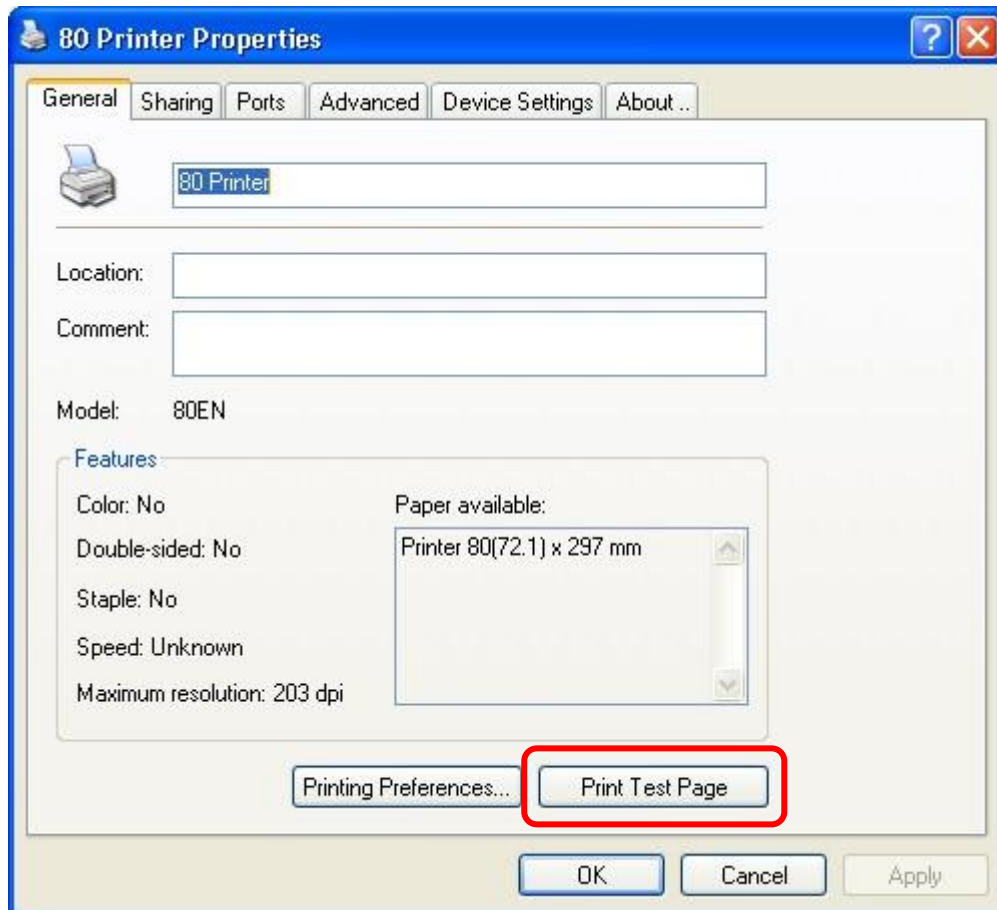 80 Printer Properties
General Sharing Ports Advanced Device Settings About ..
80 Printer
Location:
Comment:
Model: 80EN
Features
Color: No Paper available:
Double-sided: No Printer 80(72.1) x 297 mm
Staple: No
Speed: Unknown
Maximum resolution: 203 dpi
Printing Preferences... Print Test Page
OK Cancel Apply